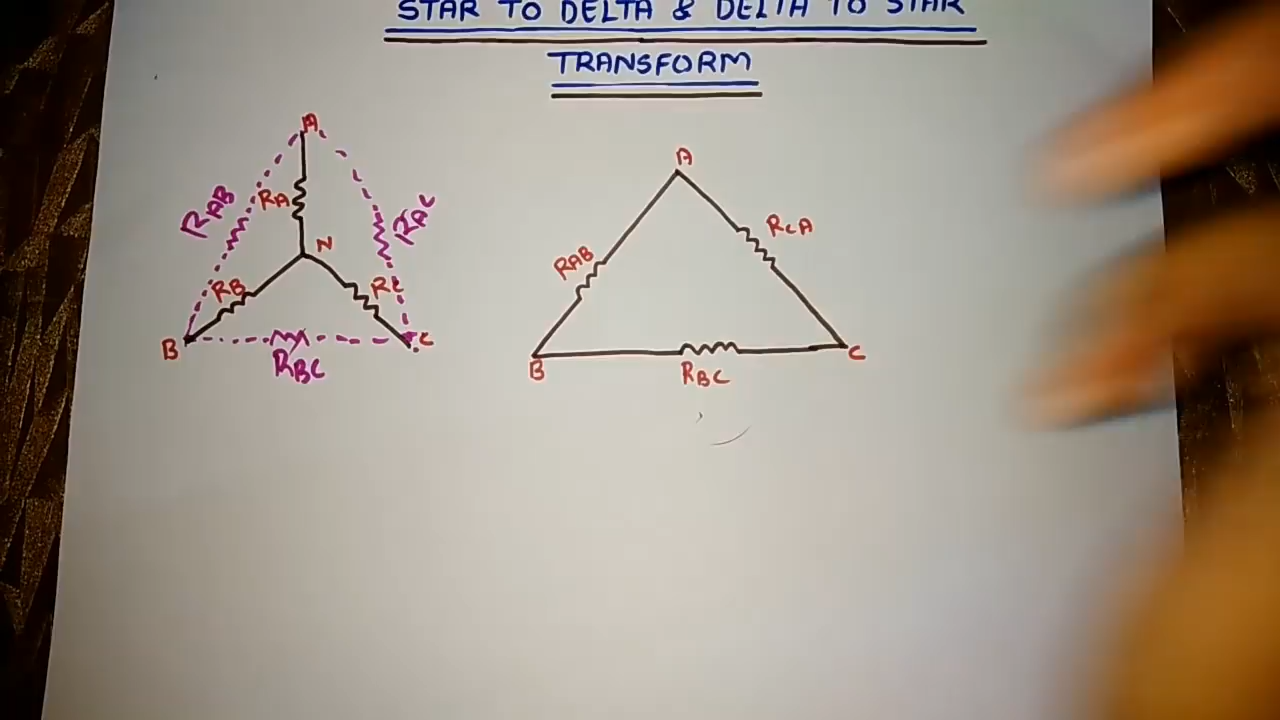 STAR TO DELTA & DELTA TO STAR
TRANSFORM
A
RAB
RA
RAC
N
RB
RC
B
C
RBC
A
RAB
RCA
B
C
RBC